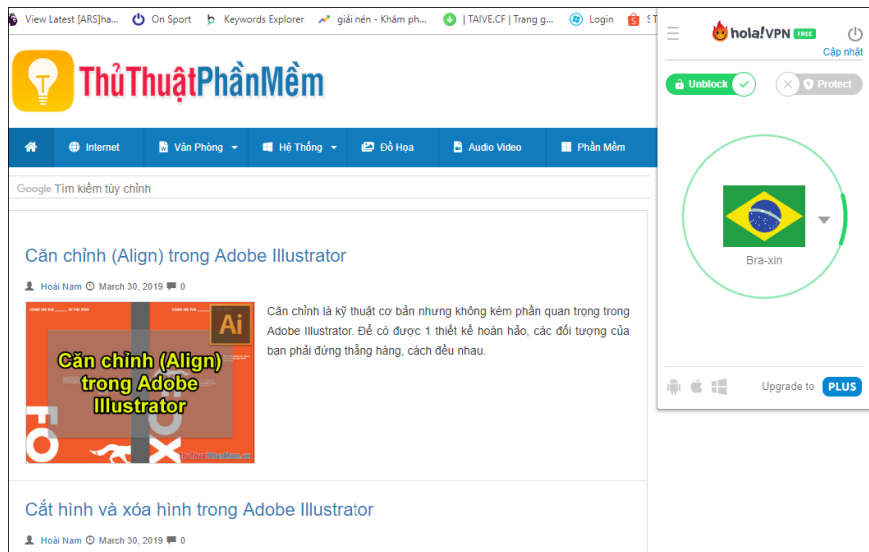 View Latest [ARS]ha...
On Sport
Keywords Explorer
giải nén - Khám ph...
| TAIVE.CF | Trang g...
Login
ThủThuậtPhầnMềm
Internet
Văn Phòng
Hệ Thống
Đồ Họa
Audio Video
Phần Mềm
Google Tìm kiếm tùy chỉnh
Căn chỉnh (Align) trong Adobe Illustrator
Hoài Nam March 30, 2019 0
Ai
Căn chỉnh (Align)
trong Adobe
Illustrator
FO
FOX
ThuThuatPhanMem.vn
Căn chỉnh là kỹ thuật cơ bản nhưng không kém phần quan trọng trong
Adobe Illustrator. Để có được 1 thiết kế hoàn hảo, các đối tượng của
bạn phải đứng thẳng hàng, cách đều nhau.
Cắt hình và xóa hình trong Adobe Illustrator
Hoài Nam March 30, 2019 0
hola!VPN FREE
Cập nhật
Unblock
Protect
Bra-xin
Upgrade to PLUS